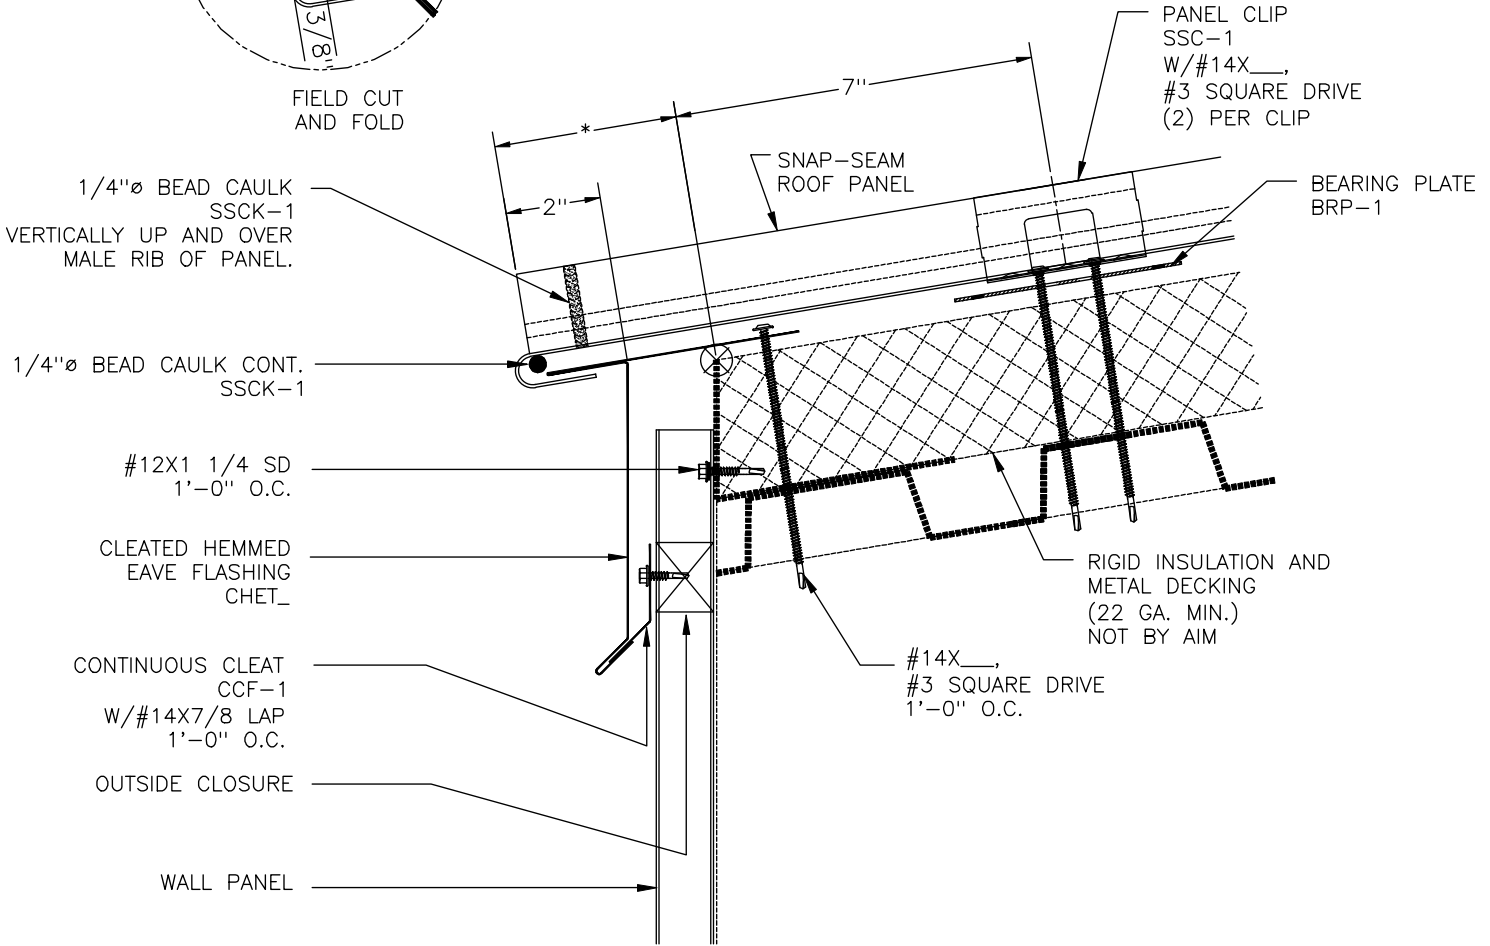 3/8"
FIELD CUT
AND FOLD
PANEL CLIP
SSC-1
W/#14X___,
#3 SQUARE DRIVE
(2) PER CLIP
7"
*
2"
SNAP-SEAM
ROOF PANEL
BEARING PLATE
BRP-1
1/4"ø BEAD CAULK
SSCK-1
VERTICALLY UP AND OVER
MALE RIB OF PANEL.
1/4"ø BEAD CAULK CONT.
SSCK-1
#12X1 1/4 SD
1'-0" O.C.
CLEATED HEMMED
EAVE FLASHING
CHET_
CONTINUOUS CLEAT
CCF-1
W/#14X7/8 LAP
1'-0" O.C.
OUTSIDE CLOSURE
WALL PANEL
RIGID INSULATION AND
METAL DECKING
(22 GA. MIN.)
NOT BY AIM
#14X___,
#3 SQUARE DRIVE
1'-0" O.C.